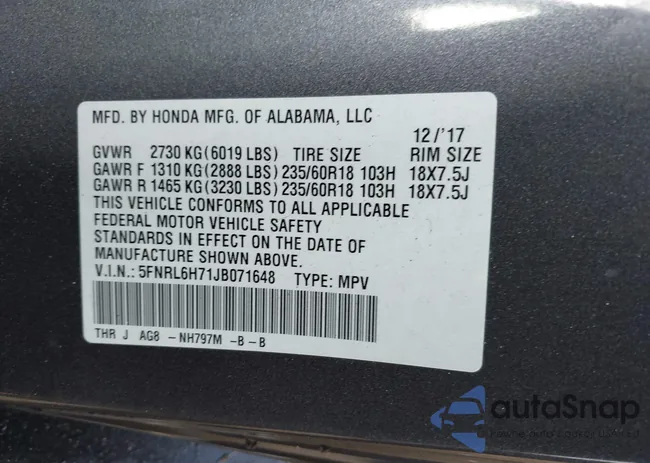 MFD. BY HONDA MFG. OF ALABAMA, LLC
12/'17
GVWR 2730 KG(6019 LBS) TIRE SIZE RIM SIZE
GAWR F 1310 KG(2888 LBS) 235/60R18 103H 18X7.5J
GAWR R 1465 KG(3230 LBS) 235/60R18 103H 18X7.5J
THIS VEHICLE CONFORMS TO ALL APPLICABLE
FEDERAL MOTOR VEHICLE SAFETY
STANDARDS IN EFFECT ON THE DATE OF
MANUFACTURE SHOWN ABOVE.
V.I.N.: 5FNRL6H71JB071648 TYPE: MPV
THR J AG8 - NH797M - B - B
autaSnap